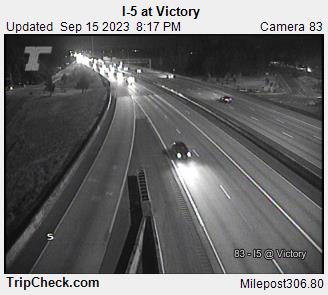 I-5 at Victory
Updated Sep 15 2023 8:17 PM Camera 83
T
S
83 - I5 @ Victory
TripCheck.com Milepost306.80